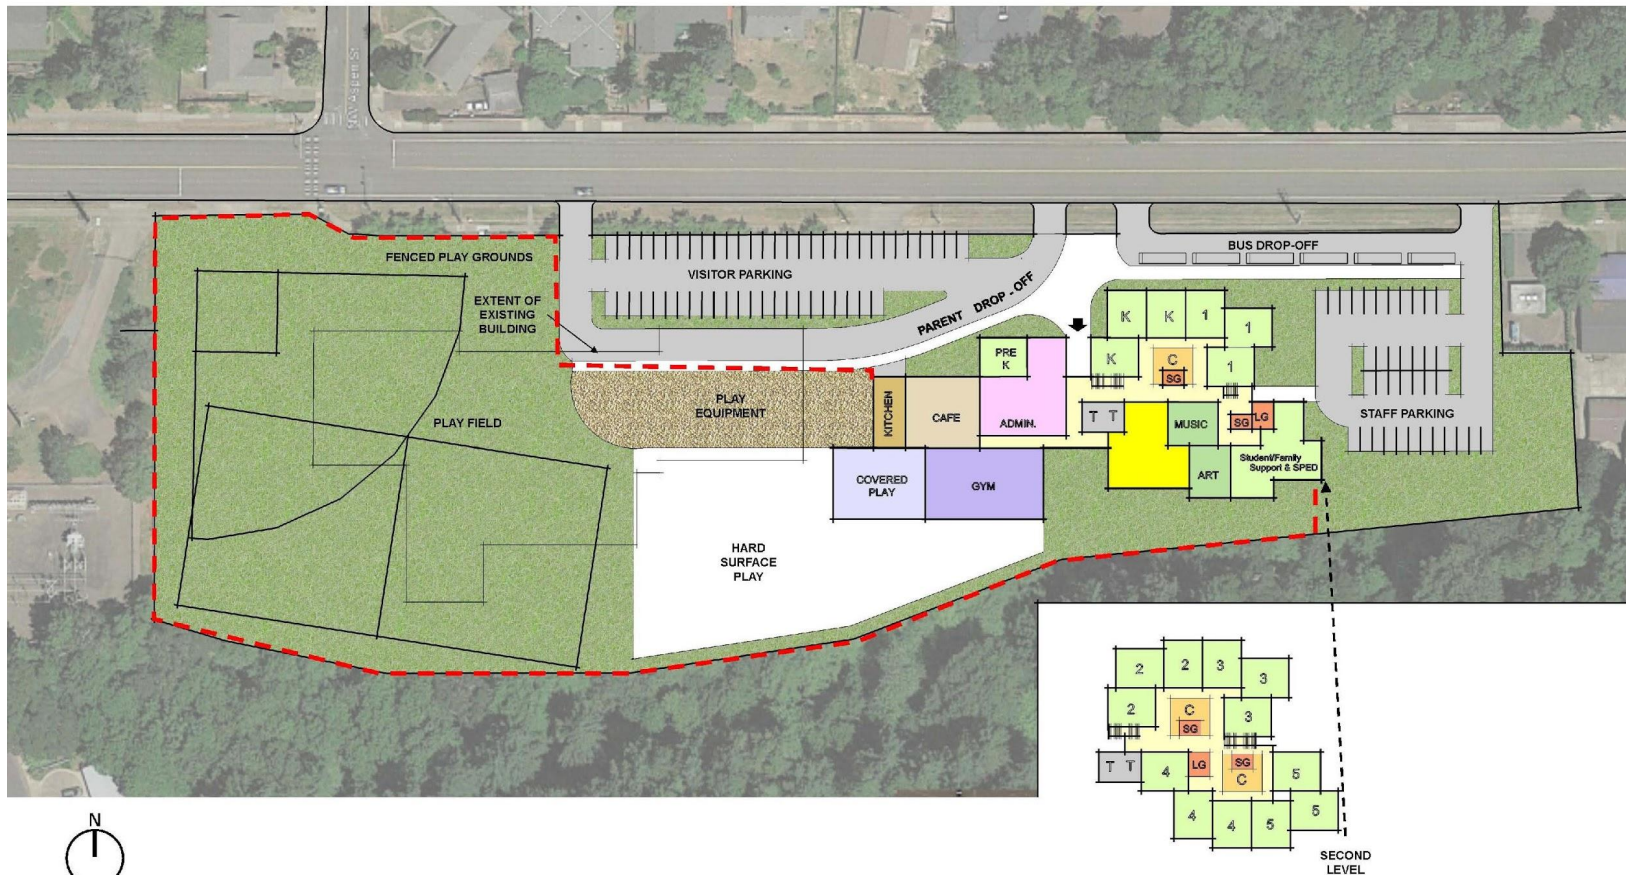 SW Aspen St
FENCED PLAY GROUNDS
EXTENT OF
EXISTING
BUILDING
VISITOR PARKING
PARENT DROP - OFF
BUS DROP-OFF
PLAY FIELD
PLAY
EQUIPMENT
KITCHEN
CAFE
PRE
K
ADMIN.
K
K
1
1
K
C
SG
1
T T
MUSIC
SG
LG
ART
Student/Family
Support & SPED
STAFF PARKING
COVERED
PLAY
GYM
HARD
SURFACE
PLAY
2
2
3
3
2
C
SG
3
T T
4
LG
SG
C
5
4
4
5
5
SECOND
LEVEL
N